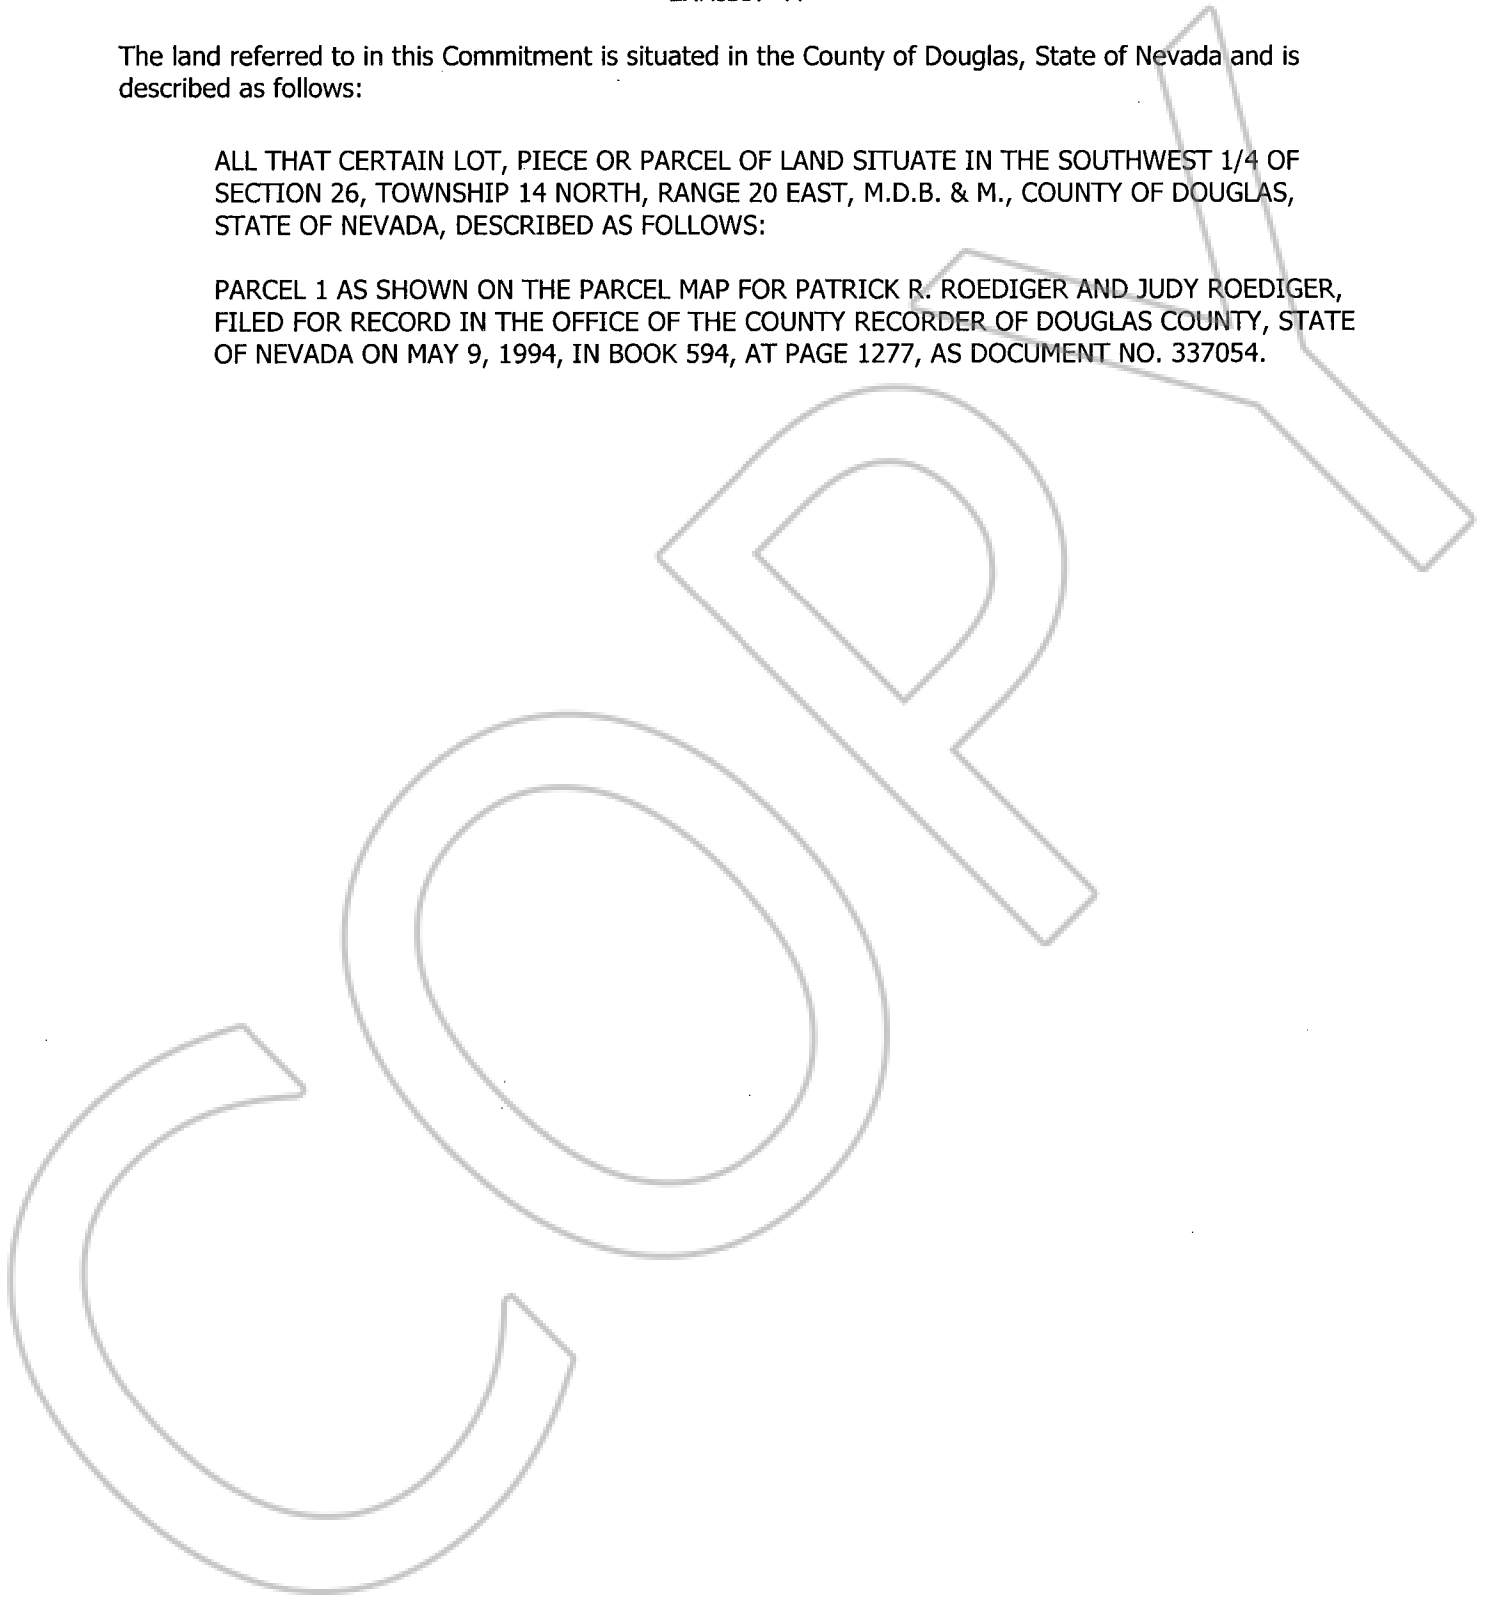 The land referred to in this Commitment is situated in the County of Douglas, State of Nevada and is
described as follows:
ALL THAT CERTAIN LOT, PIECE OR PARCEL OF LAND SITUATE IN THE SOUTHWEST 1/4 OF
SECTION 26, TOWNSHIP 14 NORTH, RANGE 20 EAST, M.D.B. & M., COUNTY OF DOUGLAS,
STATE OF NEVADA, DESCRIBED AS FOLLOWS:
PARCEL 1 AS SHOWN ON THE PARCEL MAP FOR PATRICK R. ROEDIGER AND JUDY ROEDIGER,
FILED FOR RECORD IN THE OFFICE OF THE COUNTY RECORDER OF DOUGLAS COUNTY, STATE
OF NEVADA ON MAY 9, 1994, IN BOOK 594, AT PAGE 1277, AS DOCUMENT NO. 337054.
COPY